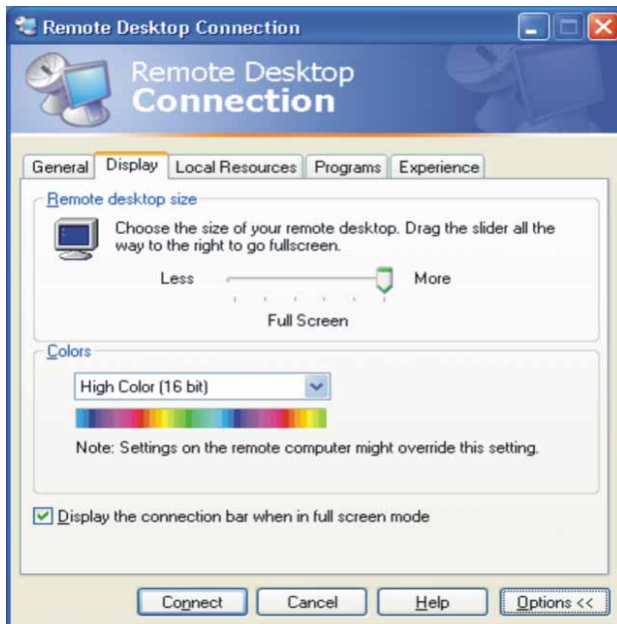 Remote Desktop Connection
Remote Desktop
Connection
General Display Local Resources Programs Experience
Remote desktop size
Choose the size of your remote desktop. Drag the slider all the
way to the right to go fullscreen.
Less More
Full Screen
Colors
High Color (16 bit)
Note: Settings on the remote computer might override this setting.
Display the connection bar when in full screen mode
Connect Cancel Help Options <<